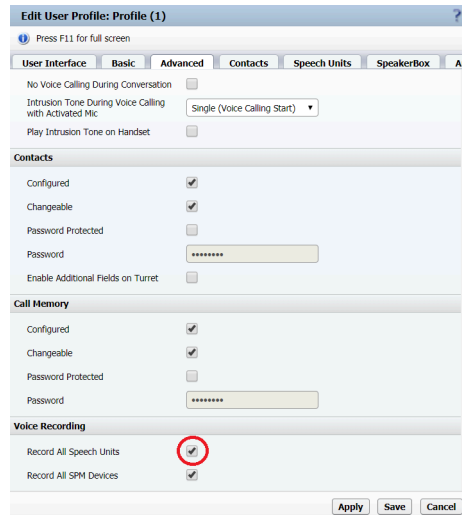 Edit User Profile: Profile (1)
?
Press F11 for full screen
User Interface Basic Advanced Contacts Speech Units SpeakerBox A
No Voice Calling During Conversation
Intrusion Tone During Voice Calling
with Activated Mic
Single (Voice Calling Start)
Play Intrusion Tone on Handset
Contacts
Configured
Changeable
Password Protected
Password ••••••••
Enable Additional Fields on Turret
Call Memory
Configured
Changeable
Password Protected
Password ••••••••
Voice Recording
Record All Speech Units
Record All SPM Devices
Apply Save Cancel